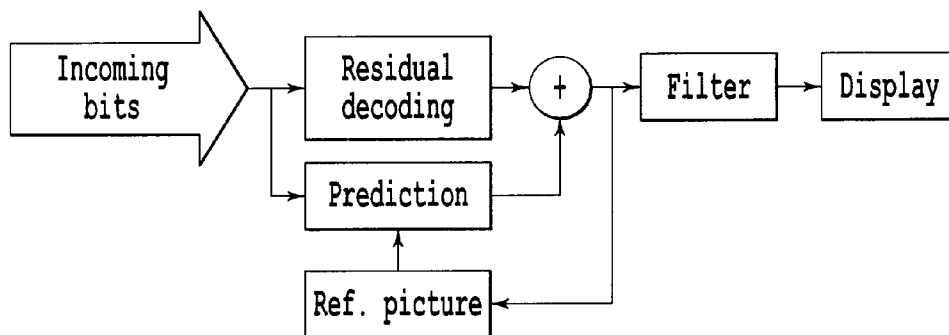 Incoming
bits
Residual
decoding
+
Filter
Display
Prediction
Ref. picture